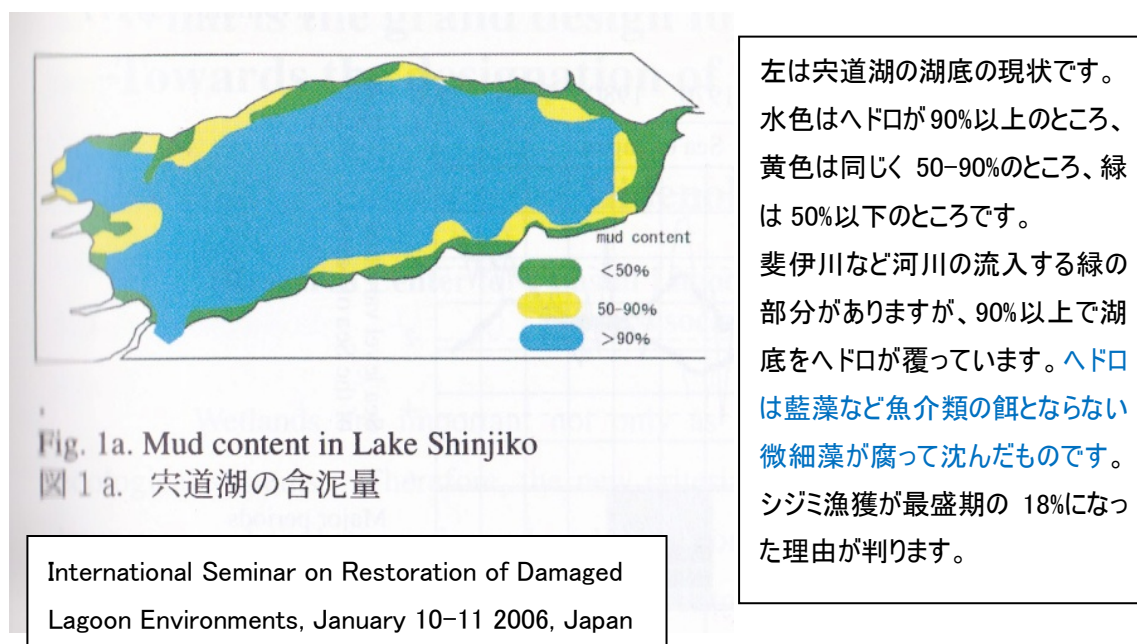 mud content
<50%
50-90%
>90%
Fig. 1a. Mud content in Lake Shinjiko
図 1 a. 宍道湖の含泥量
International Seminar on Restoration of Damaged
Lagoon Environments, January 10-11 2006, Japan
左は宍道湖の湖底の現状です。
水色はヘドロが90%以上のところ、
黄色は同じく 50-90%のところ、緑
は 50%以下のところです。
斐伊川など河川の流入する緑の
部分がありますが、90%以上で湖
底をヘドロが覆っています。ヘドロ
は藍藻など魚介類の餌とならない
微細藻が腐って沈んだものです。
シジミ漁獲が最盛期の 18%になっ
た理由が判ります。